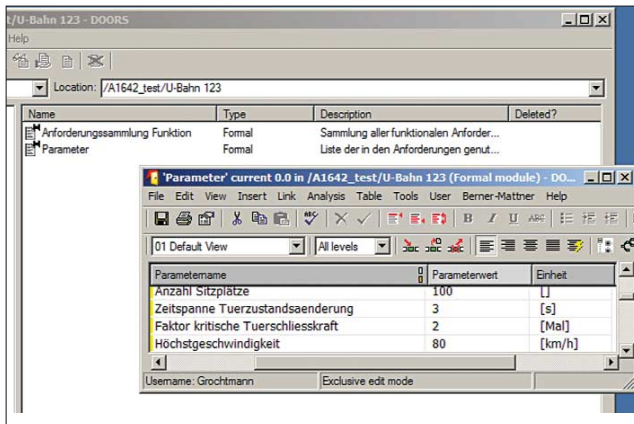 t/U-Bahn 123 - DOORS
Help
Location: /A1642_test/U-Bahn 123
Name Type Description Deleted?
Anforderungssammlung Funktion Formal Sammlung aller funktionalen Anforder...
Parameter Formal Liste der in den Anforderungen genut...
'Parameter' current 0.0 in /A1642_test/U-Bahn 123 (Formal module) - DO...
File Edit View Insert Link Analysis Table Tools User Berner-Mattner Help
B I U ABC
01 Default View All levels
Parametername Parameterwert Einheit
Anzahl Sitzplätze 100 []
Zeitspanne Tuerzustandsaenderung 3 [s]
Faktor kritische Tuerschliesskraft 2 [Mal]
Höchstgeschwindigkeit 80 [km/h]
Username: Grochtmann Exclusive edit mode